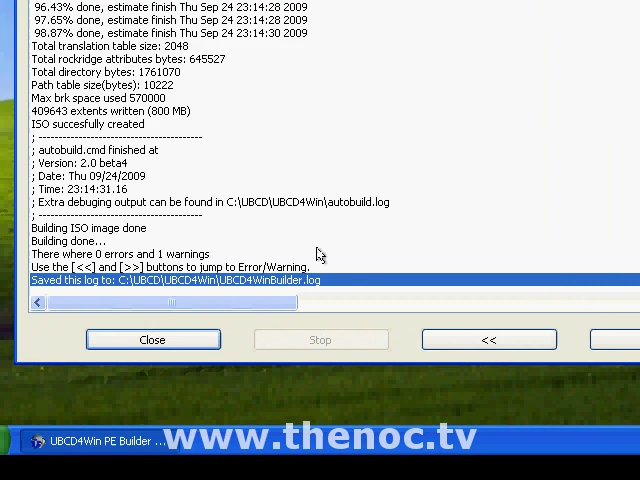 96.43% done, estimate finish Thu Sep 24 23:14:28 2009
97.65% done, estimate finish Thu Sep 24 23:14:28 2009
98.87% done, estimate finish Thu Sep 24 23:14:30 2009
Total translation table size: 2048
Total rockridge attributes bytes: 645527
Total directory bytes: 1761070
Path table size(bytes): 10222
Max brk space used 570000
409643 extents written (800 MB)
ISO succesfully created
; -----------------------------------------
; autobuild.cmd finished at
; Version: 2.0 beta4
; Date: Thu 09/24/2009
; Time: 23:14:31.16
; Extra debuging output can be found in C:\UBCD\UBCD4Win\autobuild.log
; -----------------------------------------
Building ISO image done
Building done...
There where 0 errors and 1 warnings
Use the [<<] and [>>] buttons to jump to Error/Warning.
Saved this log to: C:\UBCD\UBCD4Win\UBCD4WinBuilder.log
Close Stop <<
UBCD4Win PE Builder ...
www.thenoc.tv